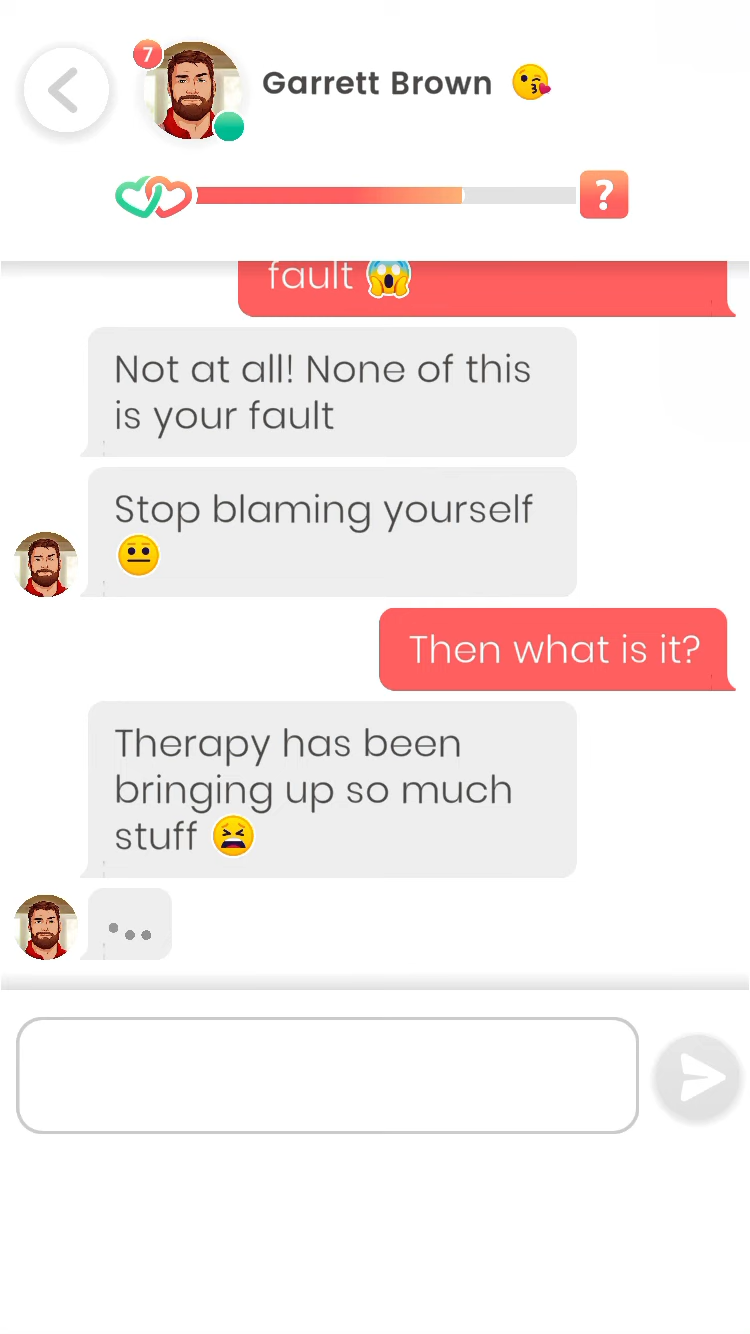 7
Garrett Brown 😘
?
fault 😱
Not at all! None of this
is your fault
Stop blaming yourself
😐
Then what is it?
Therapy has been
bringing up so much
stuff 😫